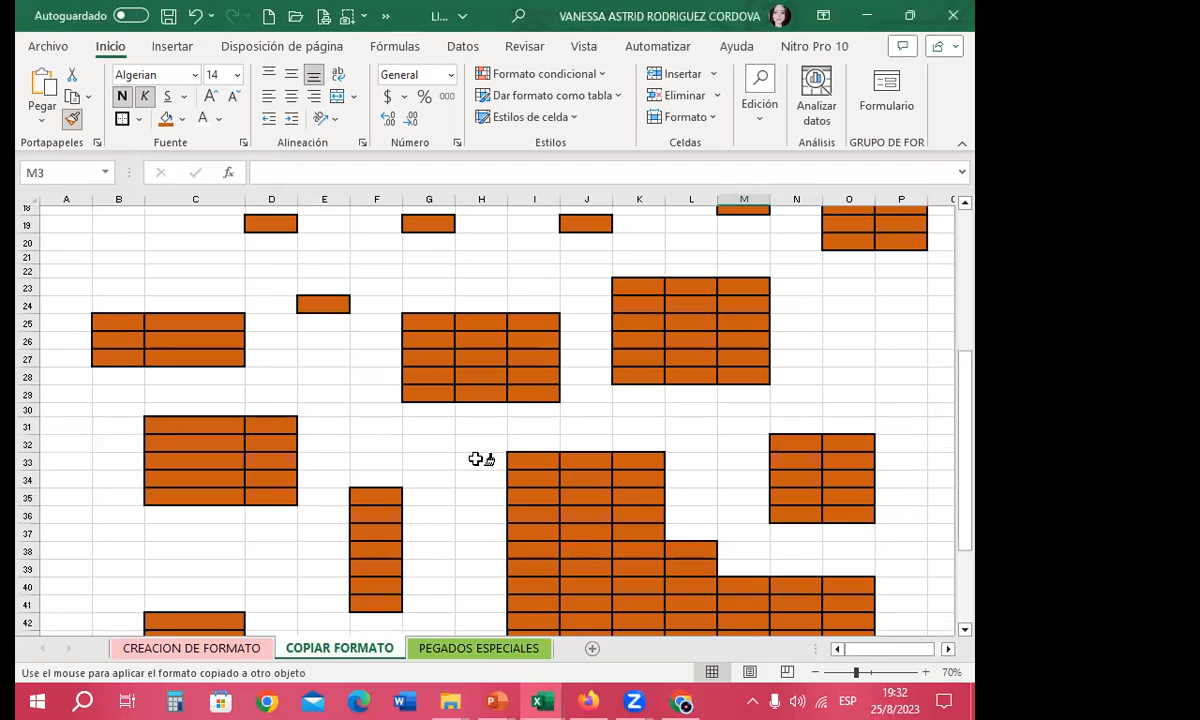 Autoguardado
LI...
VANESSA ASTRID RODRIGUEZ CORDOVA
Archivo Inicio Insertar Disposición de página Fórmulas Datos Revisar Vista Automatizar Ayuda Nitro Pro 10
Pegar
Algerian 14
N K S A A
A
ab
General
$ % 000
Formato condicional
Dar formato como tabla
Estilos de celda
Insertar
Eliminar
Formato
Edición
Analizar datos
Formulario
Portapapeles Fuente Alineación Número Estilos Celdas Análisis GRUPO DE FOR
M3 fx
A B C D E F G H I J K L M N O P
18
19
20
21
22
23
24
25
26
27
28
29
30
31
32
33
34
35
36
37
38
39
40
41
42
CREACION DE FORMATO COPIAR FORMATO PEGADOS ESPECIALES
Use el mouse para aplicar el formato copiado a otro objeto 70%
ESP 19:32
25/8/2023